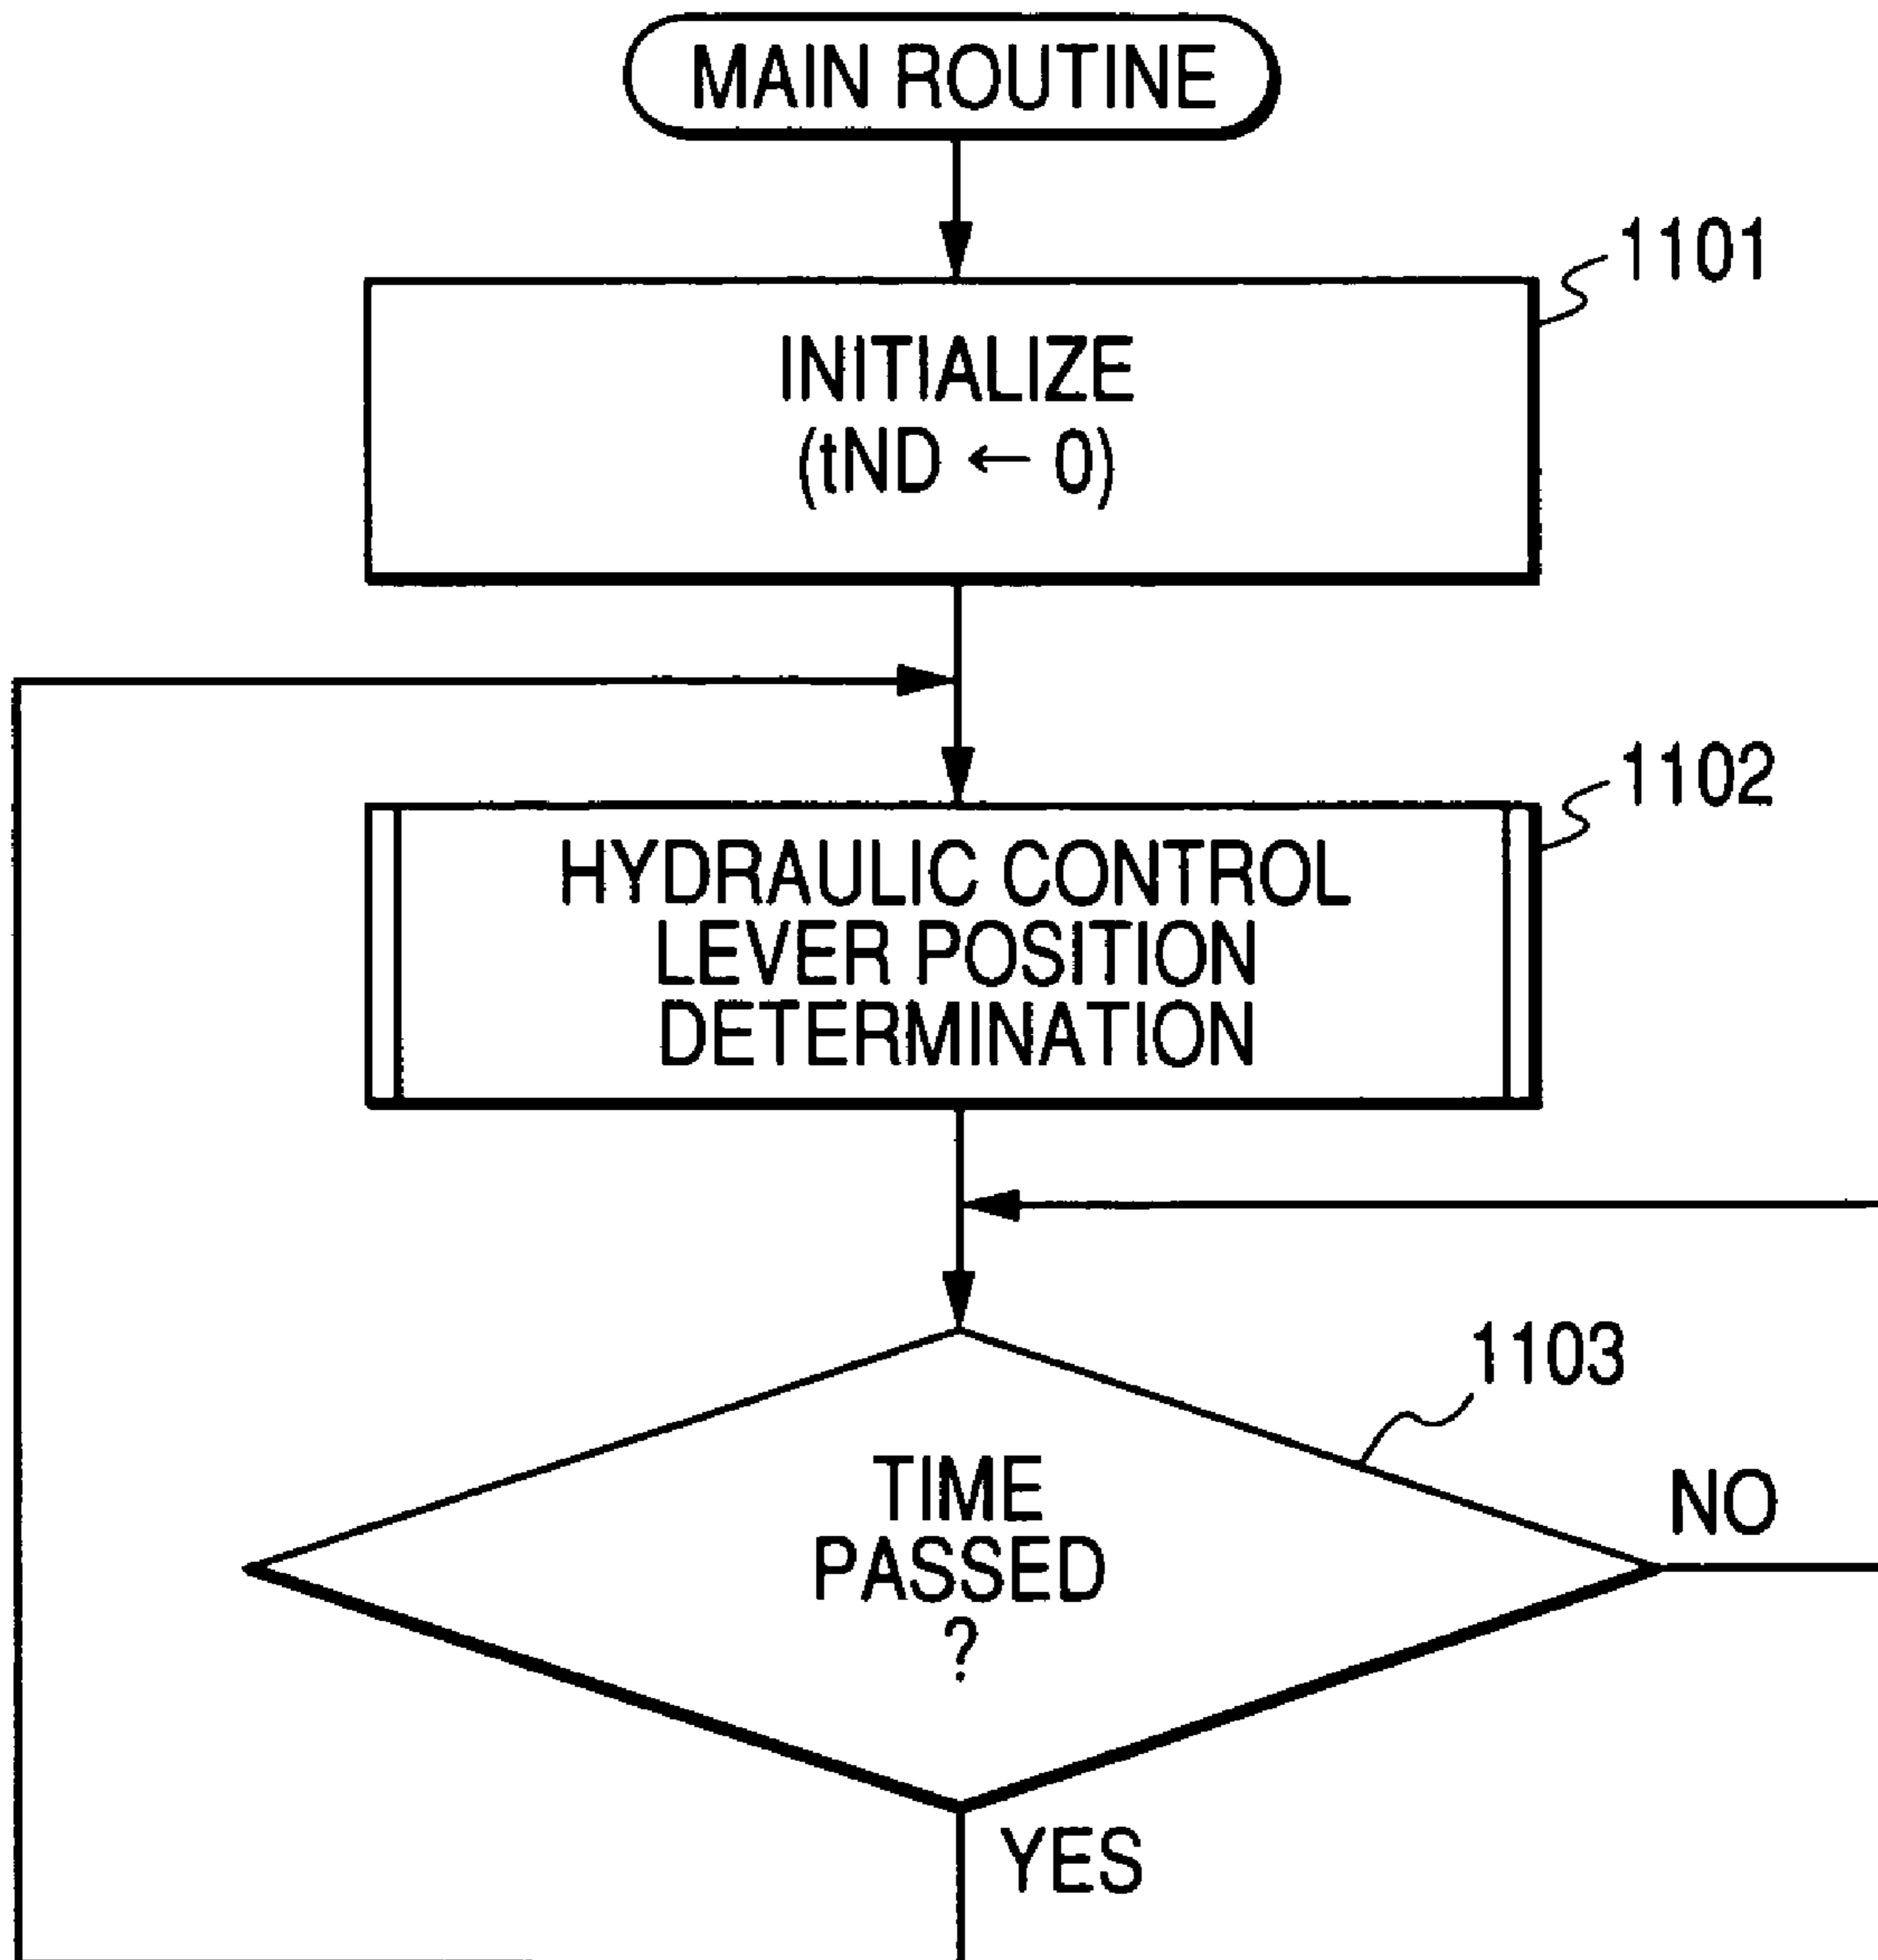 MAIN ROUTINE
1101
INITIALIZE
(tND ← 0)
1102
HYDRAULIC CONTROL
LEVER POSITION
DETERMINATION
1103
TIME
PASSED
?
NO
YES